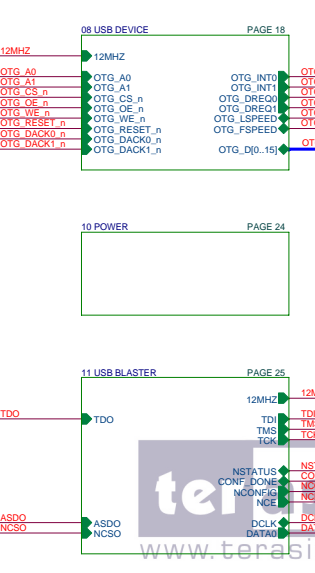 08 USB DEVICE PAGE 18
12MHZ 12MHZ
OTG_A0 OTG_A0 OTG_INT0
OTG_A1 OTG_A1 OTG_INT1
OTG_CS_n OTG_CS_n OTG_DREQ0
OTG_OE_n OTG_OE_n OTG_DREQ1
OTG_WE_n OTG_WE_n OTG_LSPEED
OTG_RESET_n OTG_RESET_n OTG_FSPEED
OTG_DACK0_n OTG_DACK0_n
OTG_DACK1_n OTG_DACK1_n OTG_D[0..15]
10 POWER PAGE 24
11 USB BLASTER PAGE 25
12MHZ
TDO TDO TDI TDI
TMS
TCK
NSTATUS
CONF_DONE
NCONFIG
NCE
ASDO ASDO DCLK
NCSO NCSO DATA0
tera
www.terasi